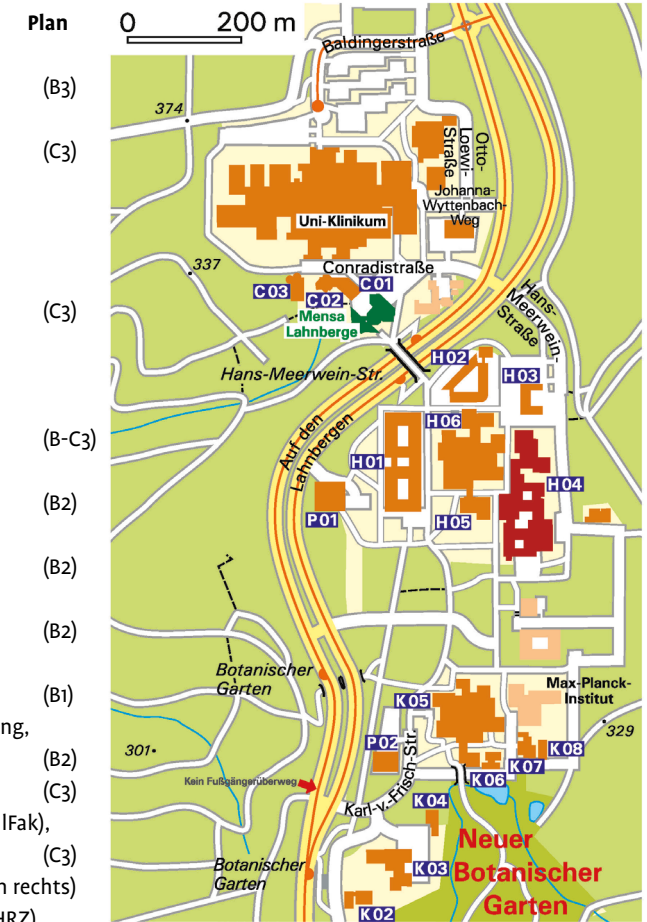 Plan
0 200 m
(B3)
(C3)
(C3)
(B-C3)
(B2)
(B2)
(B2)
(B1)
ng,
(B2)
(C3)
lFak),
(C3)
n rechts)
HRZ)
Baldingerstraße
374
Otto-
Loewi-
Straße
Johanna-
Wyttenbach-
Weg
Uni-Klinikum
Conradistraße
337
C 03
C 02
C 01
Mensa
Lahnberge
Hans-
Meerwein-
Straße
Hans-Meerwein-Str.
H 02
H 03
H 06
Auf den
Lahnbergen
H 01
H 04
P 01
H 05
Botanischer
Garten
Max-Planck-
Institut
K 05
329
301
P 02
K 08
K 07
K 06
Kein Fußgängerüberweg
Karl-v.-Frisch-Str.
K 04
Neuer
Botanischer
Garten
Botanischer
Garten
K 03
K 02